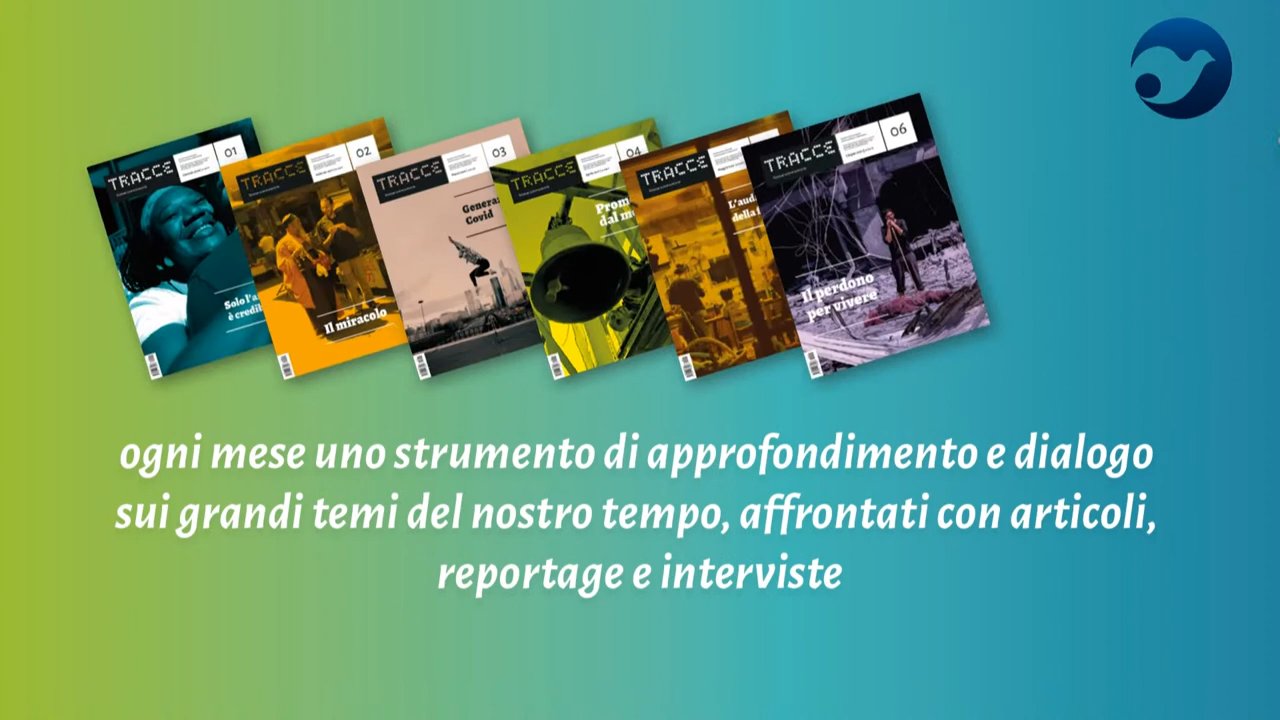 TRACCE
01
Solo l'a
è credib
TRACCE
02
Il miracolo
TRACCE
03
Genera
Covid
TRACCE
04
Prom
dal m
TRACCE
L'aud
della
TRACCE
06
Il perdono
per vivere
ogni mese uno strumento di approfondimento e dialogo
sui grandi temi del nostro tempo, affrontati con articoli,
reportage e interviste